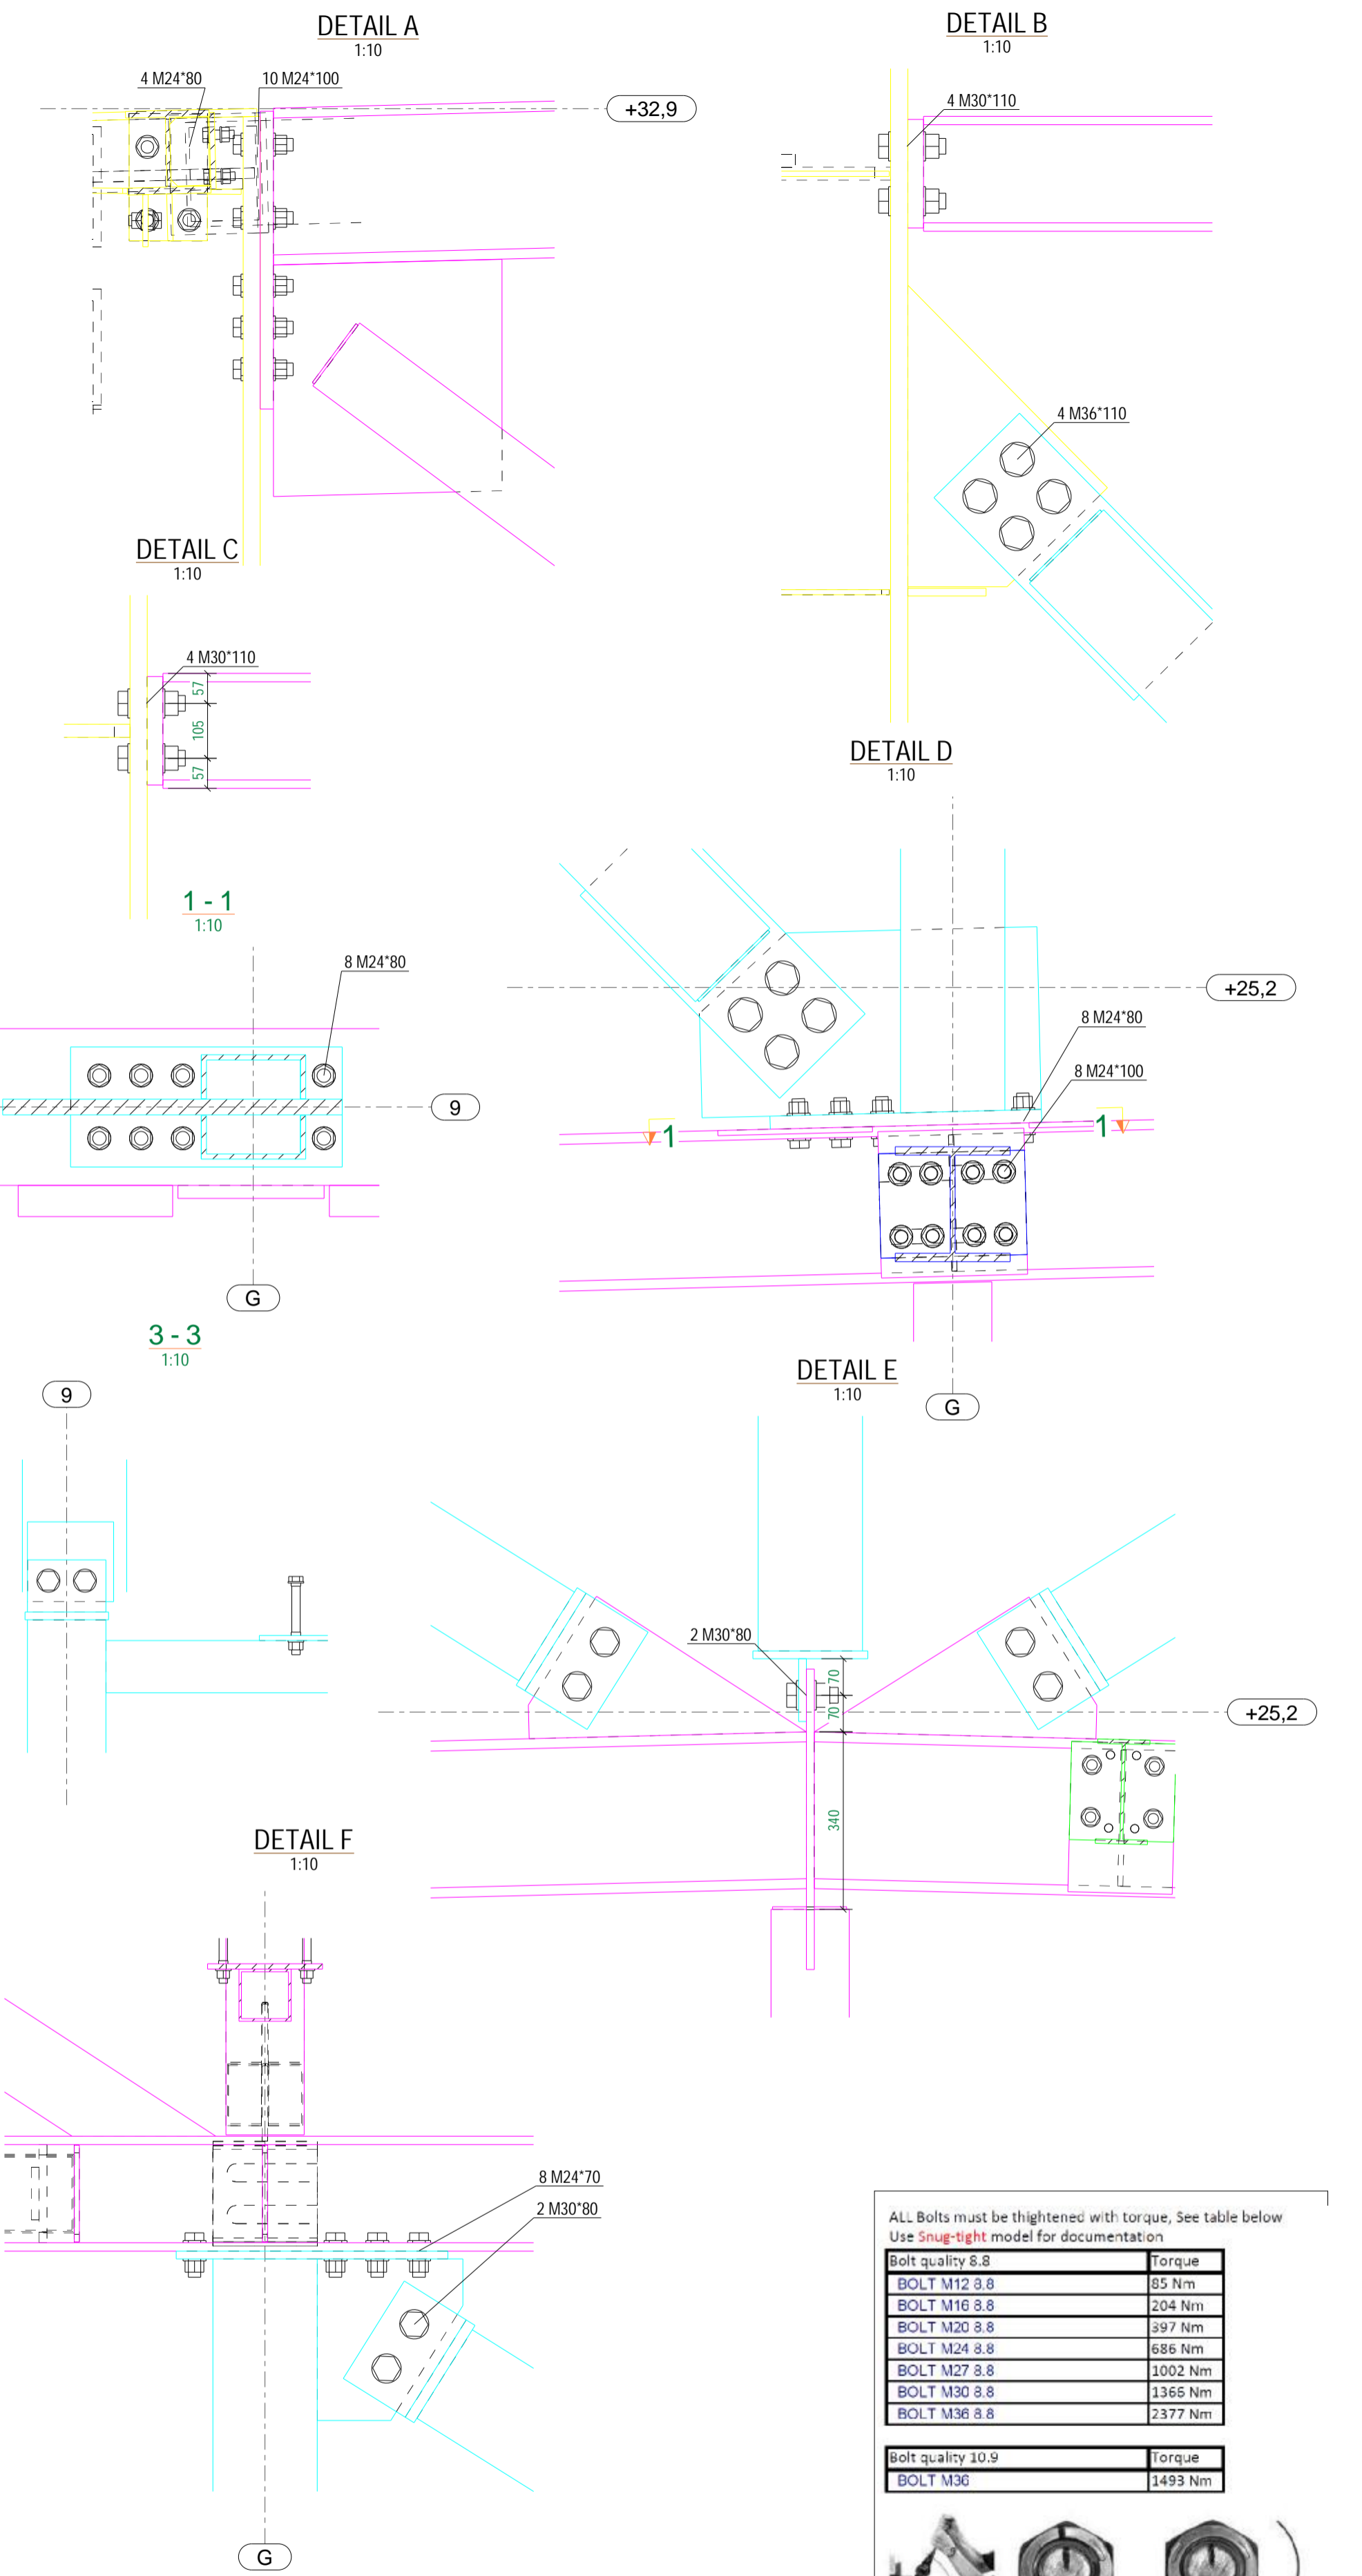 DETAIL A
1:10
4 M24*80
10 M24*100
+32,9
DETAIL B
1:10
4 M30*110
4 M36*110
DETAIL C
1:10
4 M30*110
57
105
57
DETAIL D
1:10
+25,2
8 M24*80
8 M24*100
1
1
G
1 - 1
1:10
8 M24*80
9
G
3 - 3
1:10
9
DETAIL E
1:10
2 M30*80
70
70
+25,2
340
DETAIL F
1:10
8 M24*70
2 M30*80
G
ALL Bolts must be thightened with torque, See table below
Use Snug-tight model for documentation
Bolt quality 8.8 Torque
BOLT M12 8.8 85 Nm
BOLT M16 8.8 204 Nm
BOLT M20 8.8 397 Nm
BOLT M24 8.8 686 Nm
BOLT M27 8.8 1002 Nm
BOLT M30 8.8 1366 Nm
BOLT M36 8.8 2377 Nm
Bolt quality 10.9 Torque
BOLT M36 1493 Nm